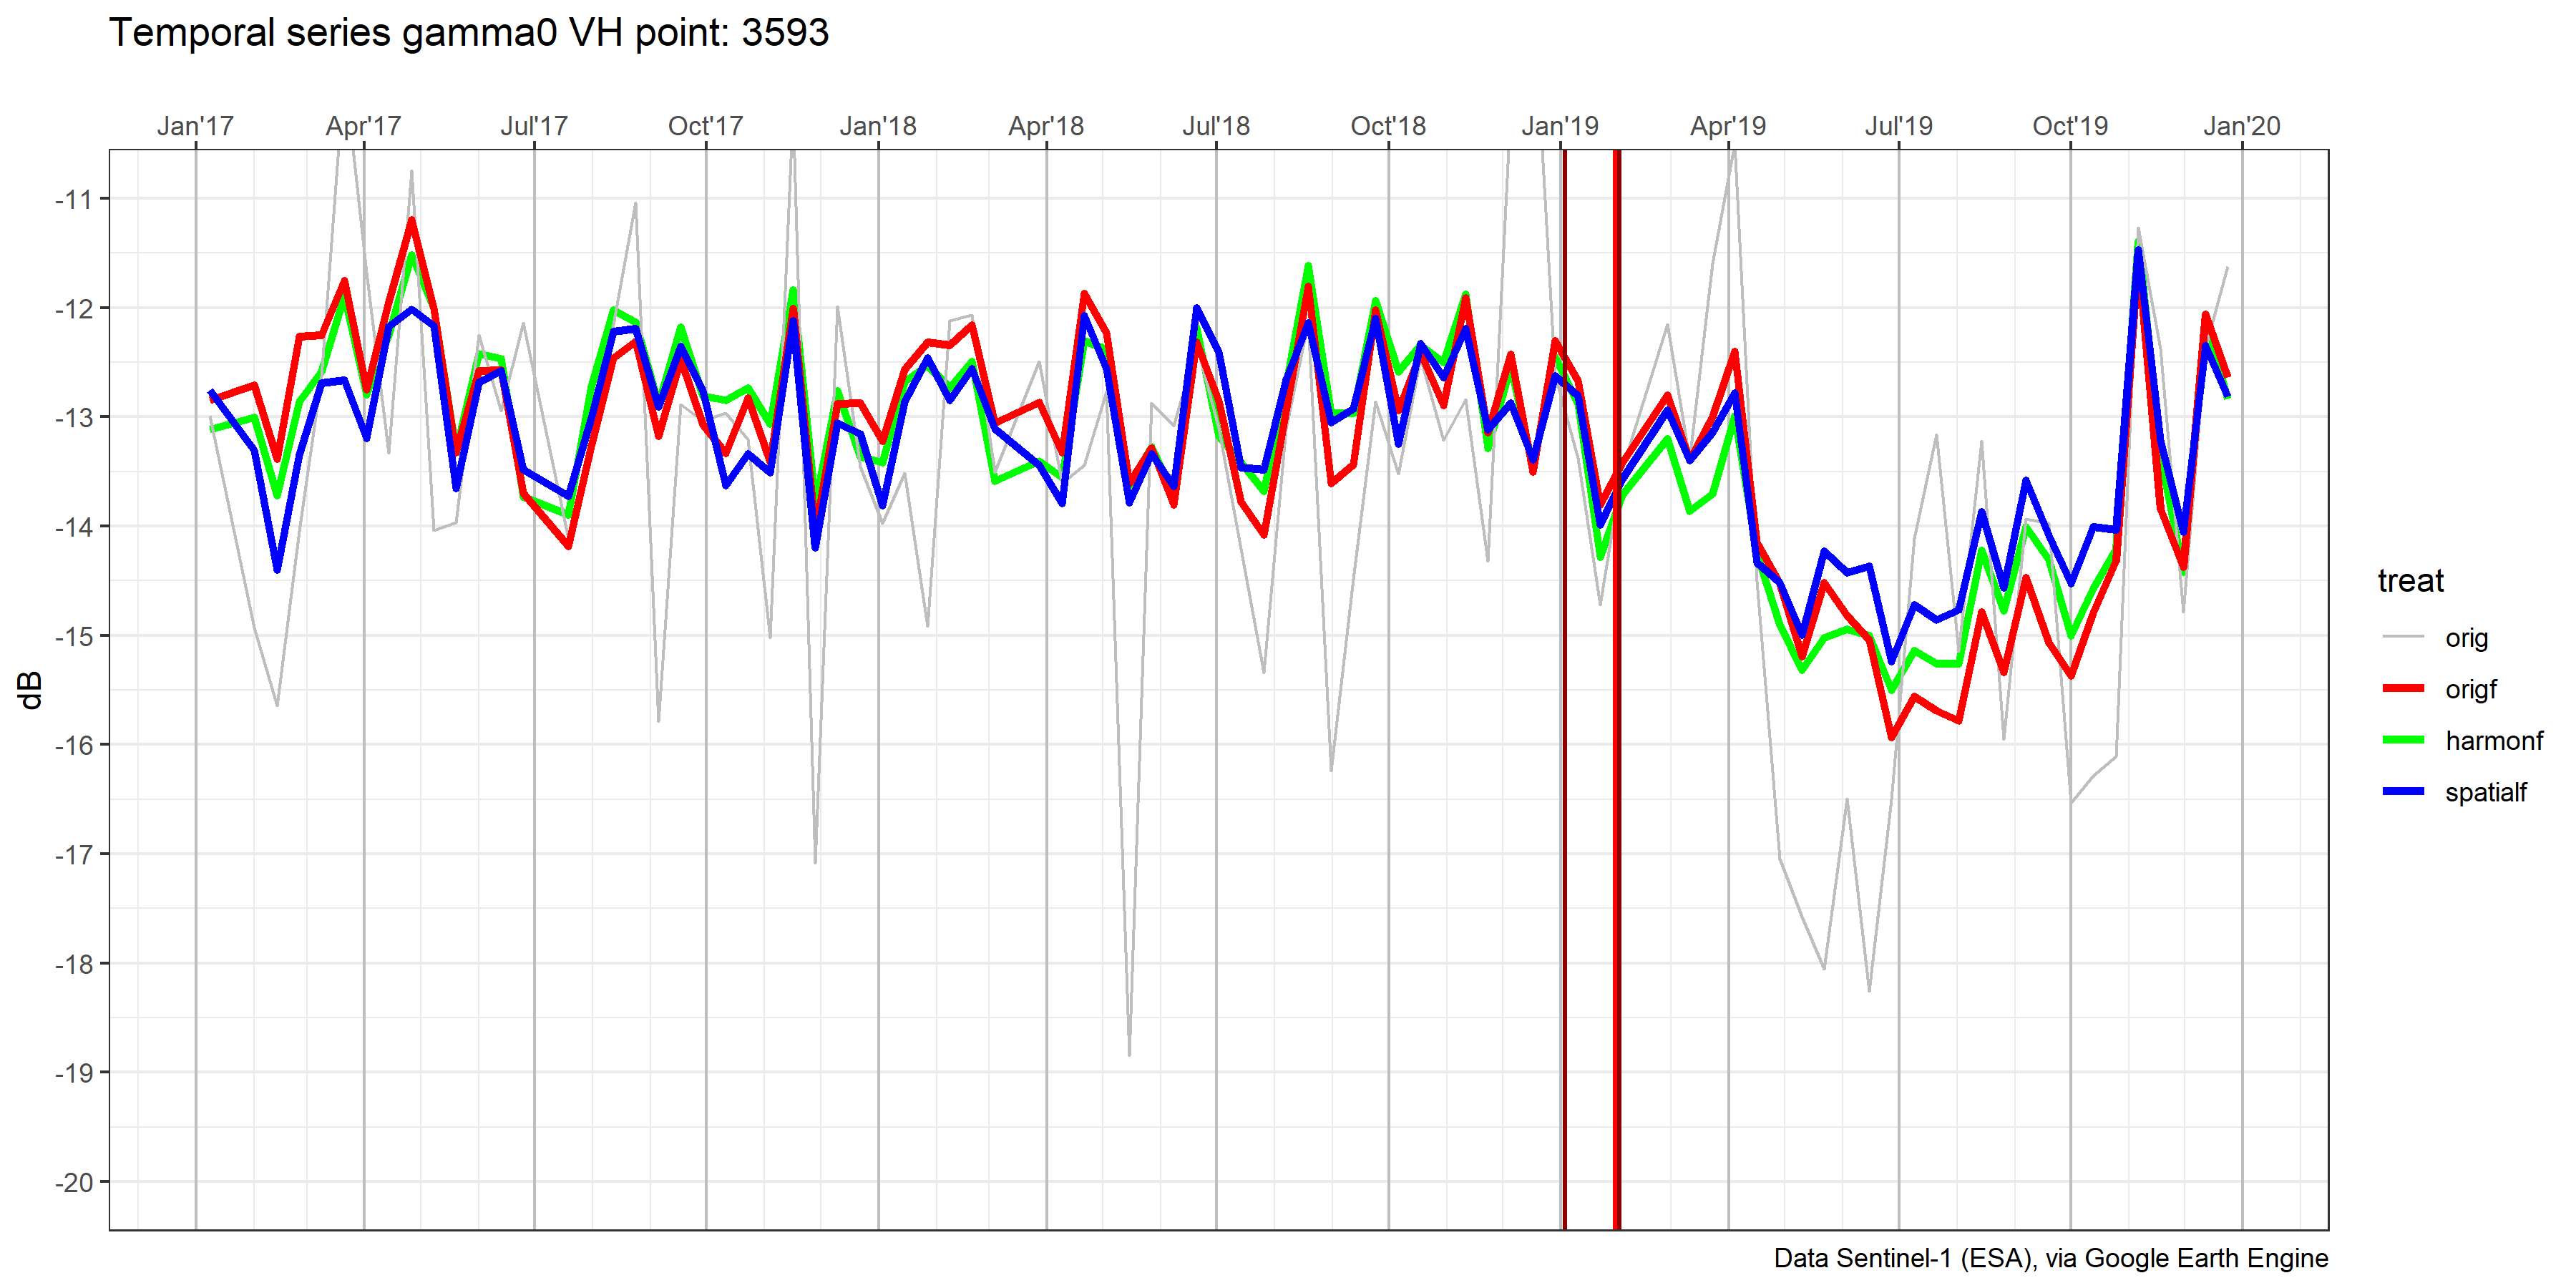 Temporal series gamma0 VH point: 3593
Jan'17 Apr'17 Jul'17 Oct'17 Jan'18 Apr'18 Jul'18 Oct'18 Jan'19 Apr'19 Jul'19 Oct'19 Jan'20
-11
-12
-13
-14
-15
-16
-17
-18
-19
-20
dB
treat
orig
origf
harmonf
spatialf
Data Sentinel-1 (ESA), via Google Earth Engine